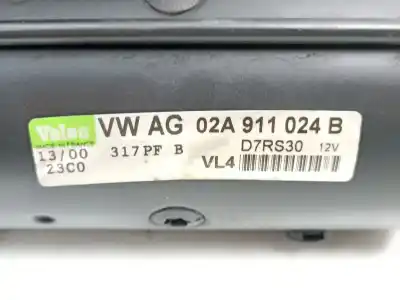 Valeo VW AG 02A 911 024 B
MADE IN FRANCE
13/00 317PF B D7RS30 12V
23C0 VL4